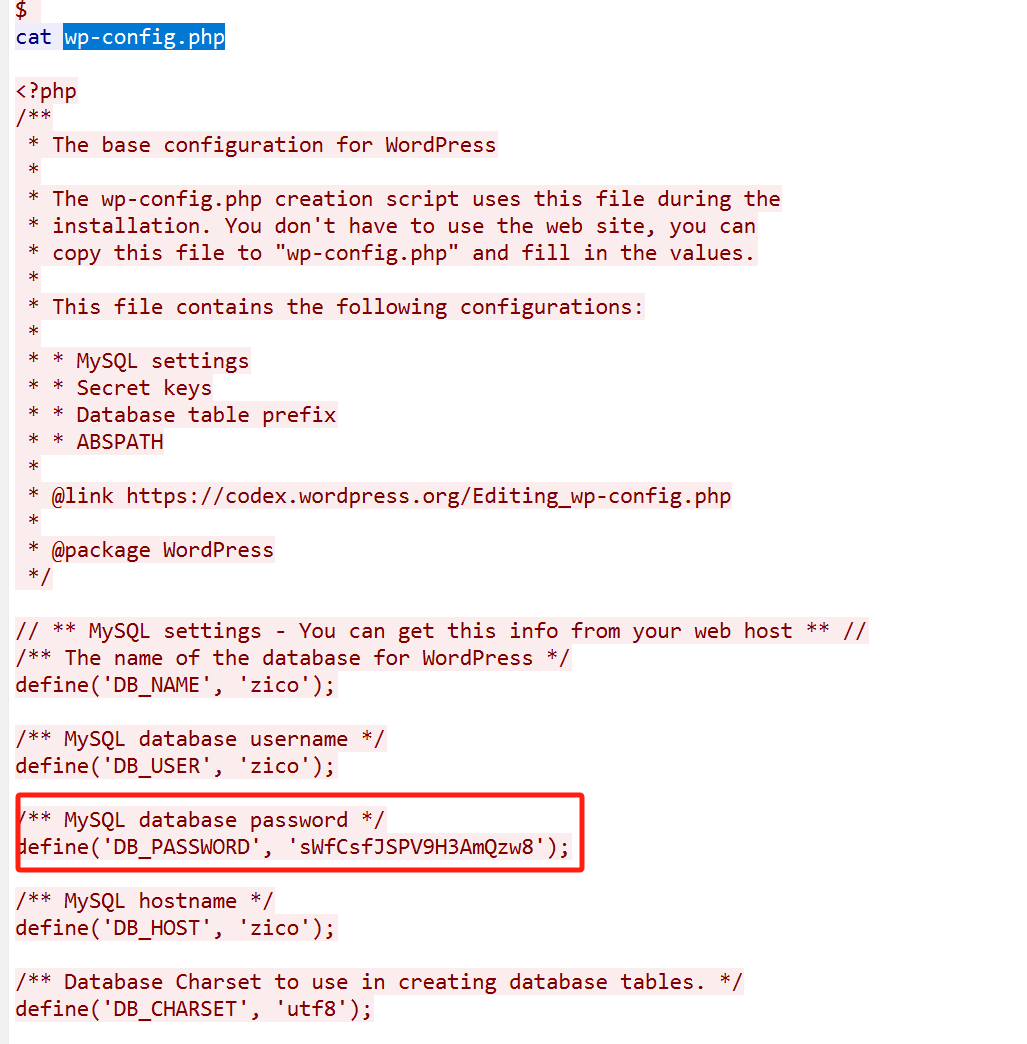 $
cat wp-config.php
<?php
/**
 * The base configuration for WordPress
 *
 * The wp-config.php creation script uses this file during the
 * installation. You don't have to use the web site, you can
 * copy this file to "wp-config.php" and fill in the values.
 *
 * This file contains the following configurations:
 *
 * * MySQL settings
 * * Secret keys
 * * Database table prefix
 * * ABSPATH
 *
 * @link https://codex.wordpress.org/Editing_wp-config.php
 *
 * @package WordPress
 */
// ** MySQL settings - You can get this info from your web host ** //
/** The name of the database for WordPress */
define('DB_NAME', 'zico');
/** MySQL database username */
define('DB_USER', 'zico');
/** MySQL database password */
define('DB_PASSWORD', 'sWfCsfJSPV9H3AmQzw8');
/** MySQL hostname */
define('DB_HOST', 'zico');
/** Database Charset to use in creating database tables. */
define('DB_CHARSET', 'utf8');